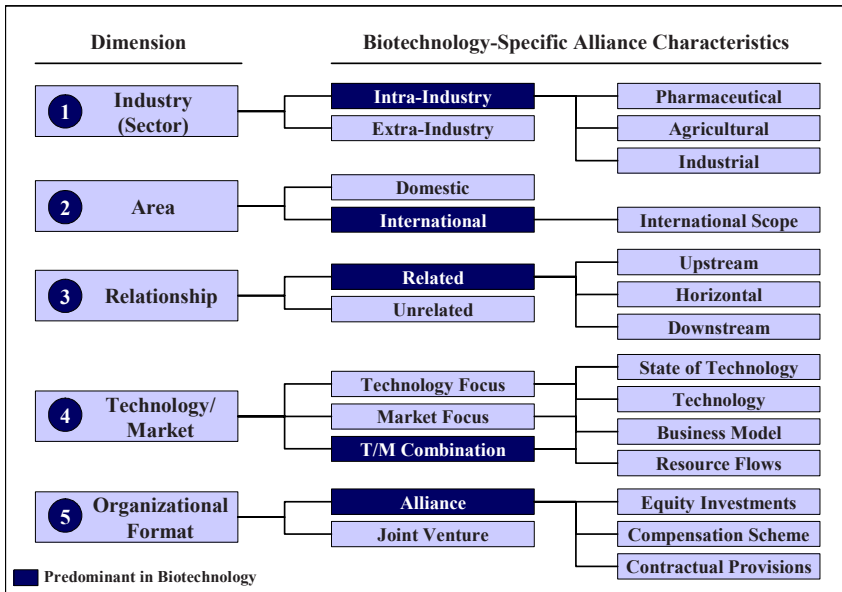 Dimension
Biotechnology-Specific Alliance Characteristics
1
Industry
(Sector)
Intra-Industry
Extra-Industry
Pharmaceutical
Agricultural
Industrial
2
Area
Domestic
International
International Scope
3
Relationship
Related
Unrelated
Upstream
Horizontal
Downstream
4
Technology/
Market
Technology Focus
Market Focus
T/M Combination
State of Technology
Technology
Business Model
Resource Flows
5
Organizational
Format
Alliance
Joint Venture
Equity Investments
Compensation Scheme
Contractual Provisions
Predominant in Biotechnology